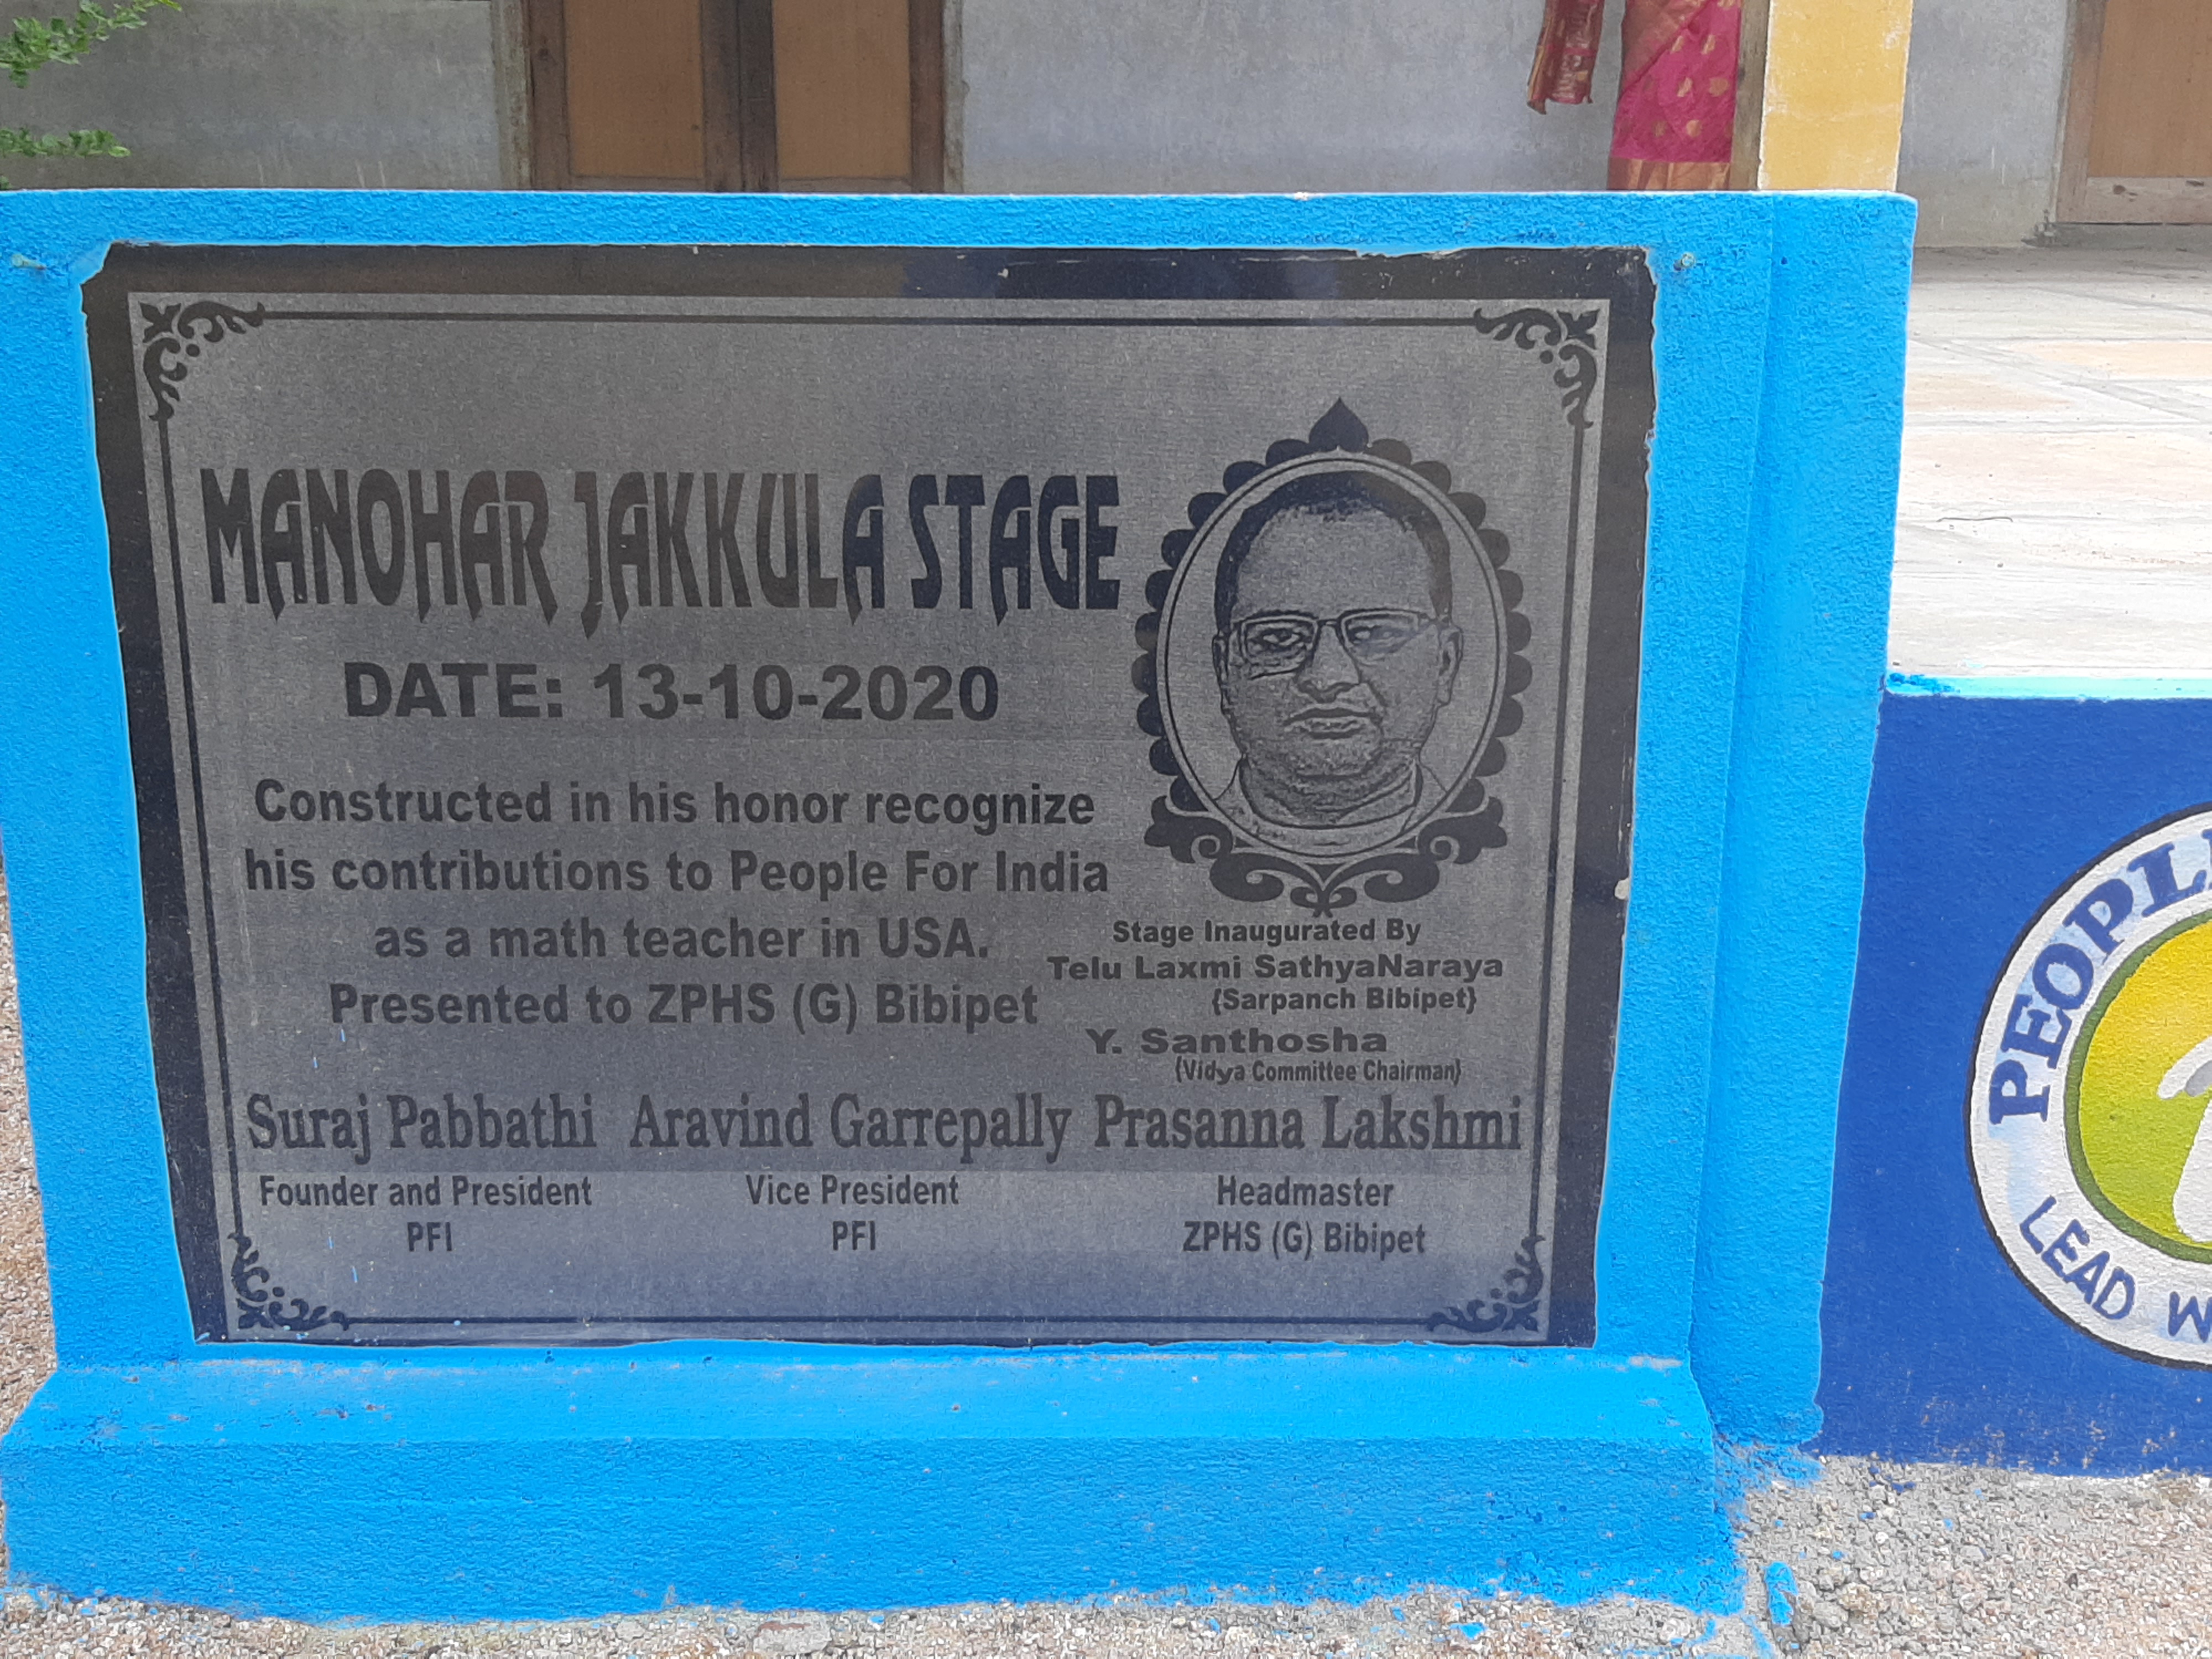 MANOHAR JAKKULA STAGE
DATE: 13-10-2020
Constructed in his honor recognize
his contributions to People For India
as a math teacher in USA.
Presented to ZPHS (G) Bibipet
Stage Inaugurated By
Telu Laxmi SathyaNaraya
{Sarpanch Bibipet}
Y. Santhosha
(Vidya Committee Chairman)
Suraj Pabbathi Aravind Garrepally Prasanna Lakshmi
Founder and President Vice President Headmaster
PFI PFI ZPHS (G) Bibipet
PEOPLE
LEAD